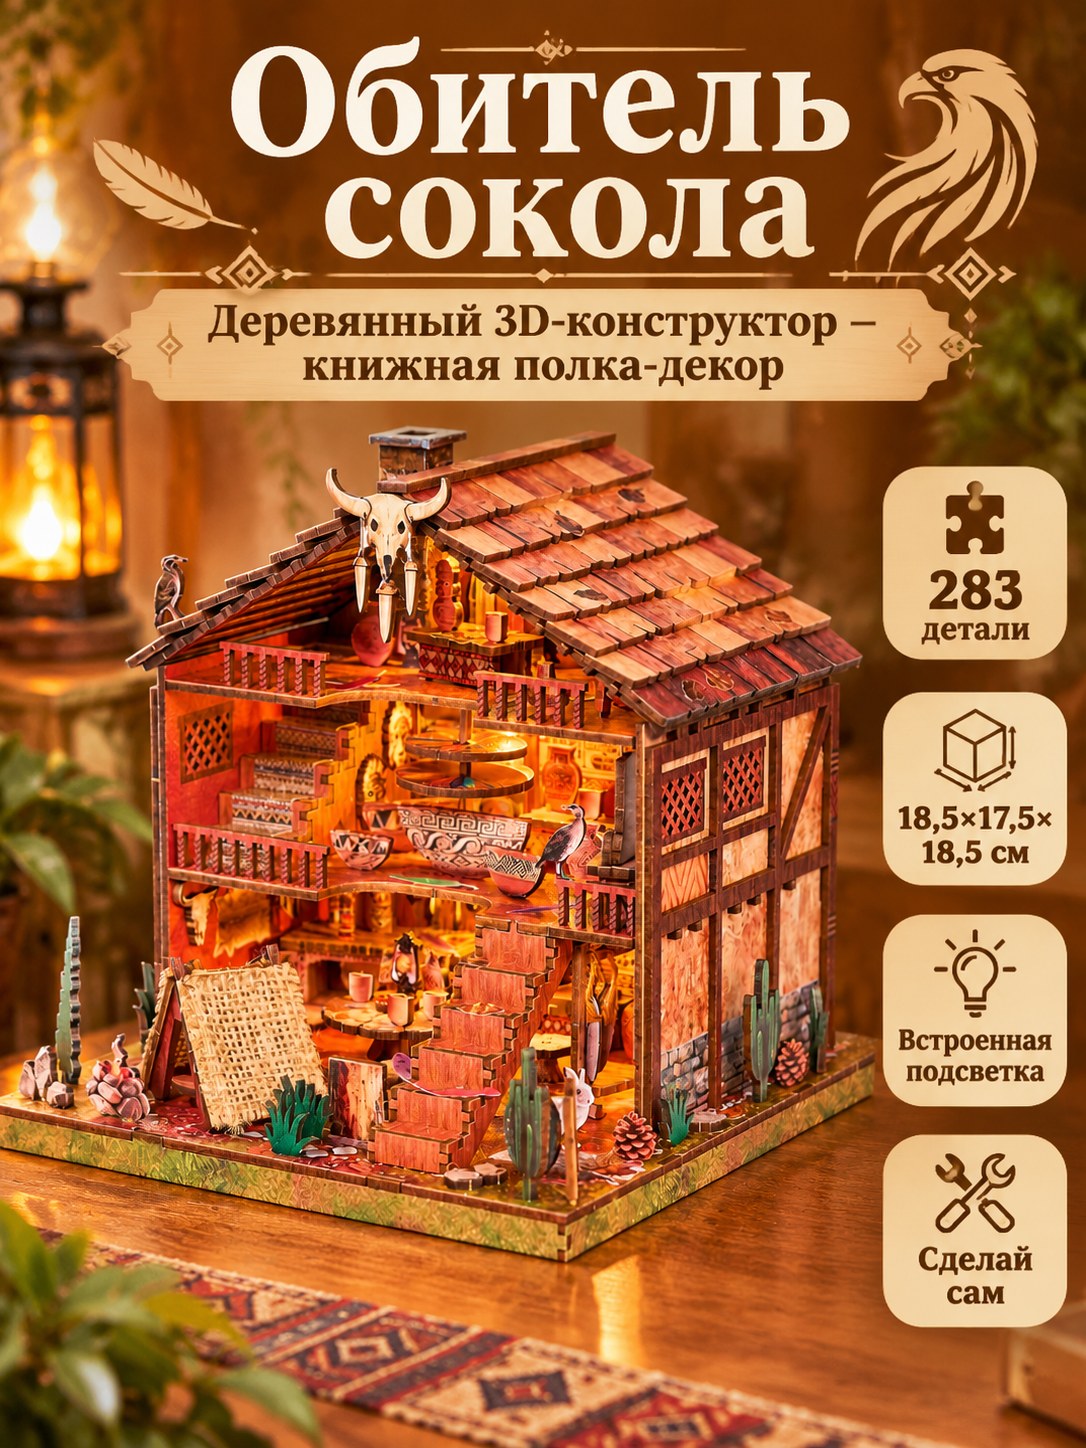 Обитель
сокола
Деревянный 3D-конструктор –
книжная полка-декор
283
детали
18,5×17,5×
18,5 см
Встроенная
подсветка
Сделай
сам